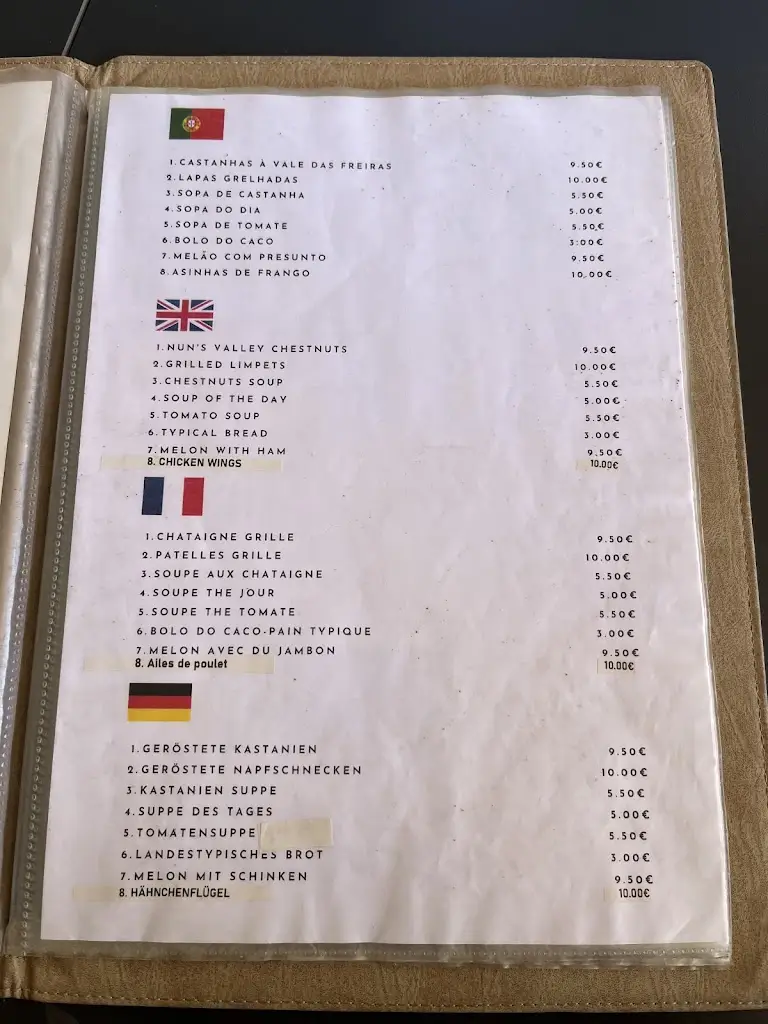 1.CASTANHAS À VALE DAS FREIRAS 9.50€
2.LAPAS GRELHADAS 10.00€
3.SOPA DE CASTANHA 5.50€
4.SOPA DO DIA 5.00€
5.SOPA DE TOMATE 5.50€
6.BOLO DO CACO 3.00€
7.MELÃO COM PRESUNTO 9.50€
8.ASINHAS DE FRANGO 10.00€
1.NUN'S VALLEY CHESTNUTS 9.50€
2.GRILLED LIMPETS 10.00€
3.CHESTNUTS SOUP 5.50€
4.SOUP OF THE DAY 5.00€
5.TOMATO SOUP 5.50€
6.TYPICAL BREAD 3.00€
7.MELON WITH HAM 9.50€
8. CHICKEN WINGS 10.00€
1.CHATAIGNE GRILLE 9.50€
2.PATELLES GRILLE 10.00€
3.SOUPE AUX CHATAIGNE 5.50€
4.SOUPE THE JOUR 5.00€
5.SOUPE THE TOMATE 5.50€
6.BOLO DO CACO-PAIN TYPIQUE 3.00€
7.MELON AVEC DU JAMBON 9.50€
8. Ailes de poulet 10.00€
1.GERÖSTETE KASTANIEN 9.50€
2.GERÖSTETE NAPFSCHNECKEN 10.00€
3.KASTANIEN SUPPE 5.50€
4.SUPPE DES TAGES 5.00€
5.TOMATENSUPPE 5.50€
6.LANDESTYPISCHES BROT 3.00€
7.MELON MIT SCHINKEN 9.50€
8. HÄHNCHENFLÜGEL 10.00€